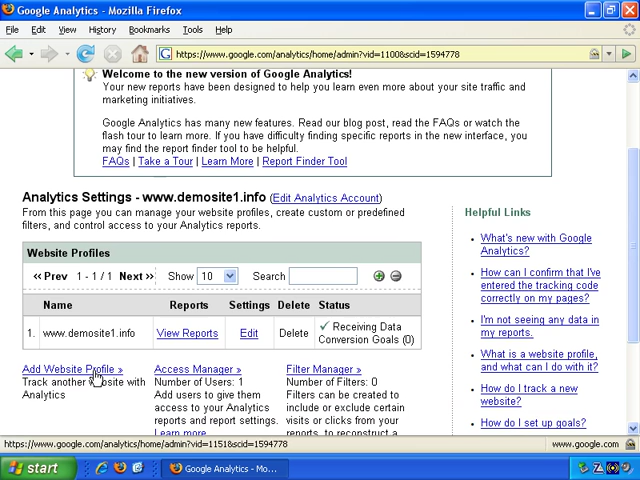 Google Analytics - Mozilla Firefox
File Edit View History Bookmarks Tools Help
https://www.google.com/analytics/home/admin?vid=1100&scid=1594778
Welcome to the new version of Google Analytics!
Your new reports have been designed to help you learn even more about your site traffic and
marketing initiatives.
Google Analytics has many new features. Read our blog post, read the FAQs or watch the
flash tour to learn more. If you have difficulty finding specific reports in the new interface, you
may find the report finder tool to be helpful.
FAQs | Take a Tour | Learn More | Report Finder Tool
Analytics Settings - www.demosite1.info (Edit Analytics Account)
From this page you can manage your website profiles, create custom or predefined
filters, and control access to your Analytics reports.
Website Profiles
‹‹ Prev 1 - 1 / 1 Next ›› Show 10 Search
Name Reports Settings Delete Status
1. www.demosite1.info View Reports Edit Delete ✓ Receiving Data
Conversion Goals (0)
Add Website Profile »
Track another website with
Analytics
Access Manager »
Number of Users: 1
Add users to give them
access to your Analytics
reports and report settings.
Learn more
Filter Manager »
Number of Filters: 0
Filters can be created to
include or exclude certain
visits or clicks from your
reports, to reconstruct a
Helpful Links
What's new with Google
Analytics?
How can I confirm that I've
entered the tracking code
correctly on my pages?
I'm not seeing any data in
my reports.
What is a website profile,
and what can I do with it?
How do I track a new
website?
How do I set up goals?
https://www.google.com/analytics/home/admin?vid=1151&scid=1594778
www.google.com
start
Google Analytics - Mo...